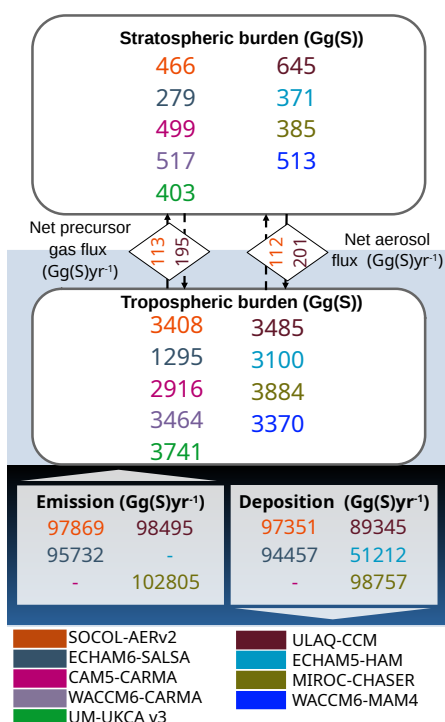 Stratospheric burden (Gg(S))
466 645
279 371
499 385
517 513
403
Net precursor gas flux (Gg(S)yr⁻¹)
113 195
112 201
Net aerosol flux (Gg(S)yr⁻¹)
Tropospheric burden (Gg(S))
3408 3485
1295 3100
2916 3884
3464 3370
3741
Emission (Gg(S)yr⁻¹)
97869 98495
95732 -
- 102805
Deposition (Gg(S)yr⁻¹)
97351 89345
94457 51212
- 98757
SOCOL-AERv2
ECHAM6-SALSA
CAM5-CARMA
WACCM6-CARMA
UM-UKCA v3
ULAQ-CCM
ECHAM5-HAM
MIROC-CHASER
WACCM6-MAM4